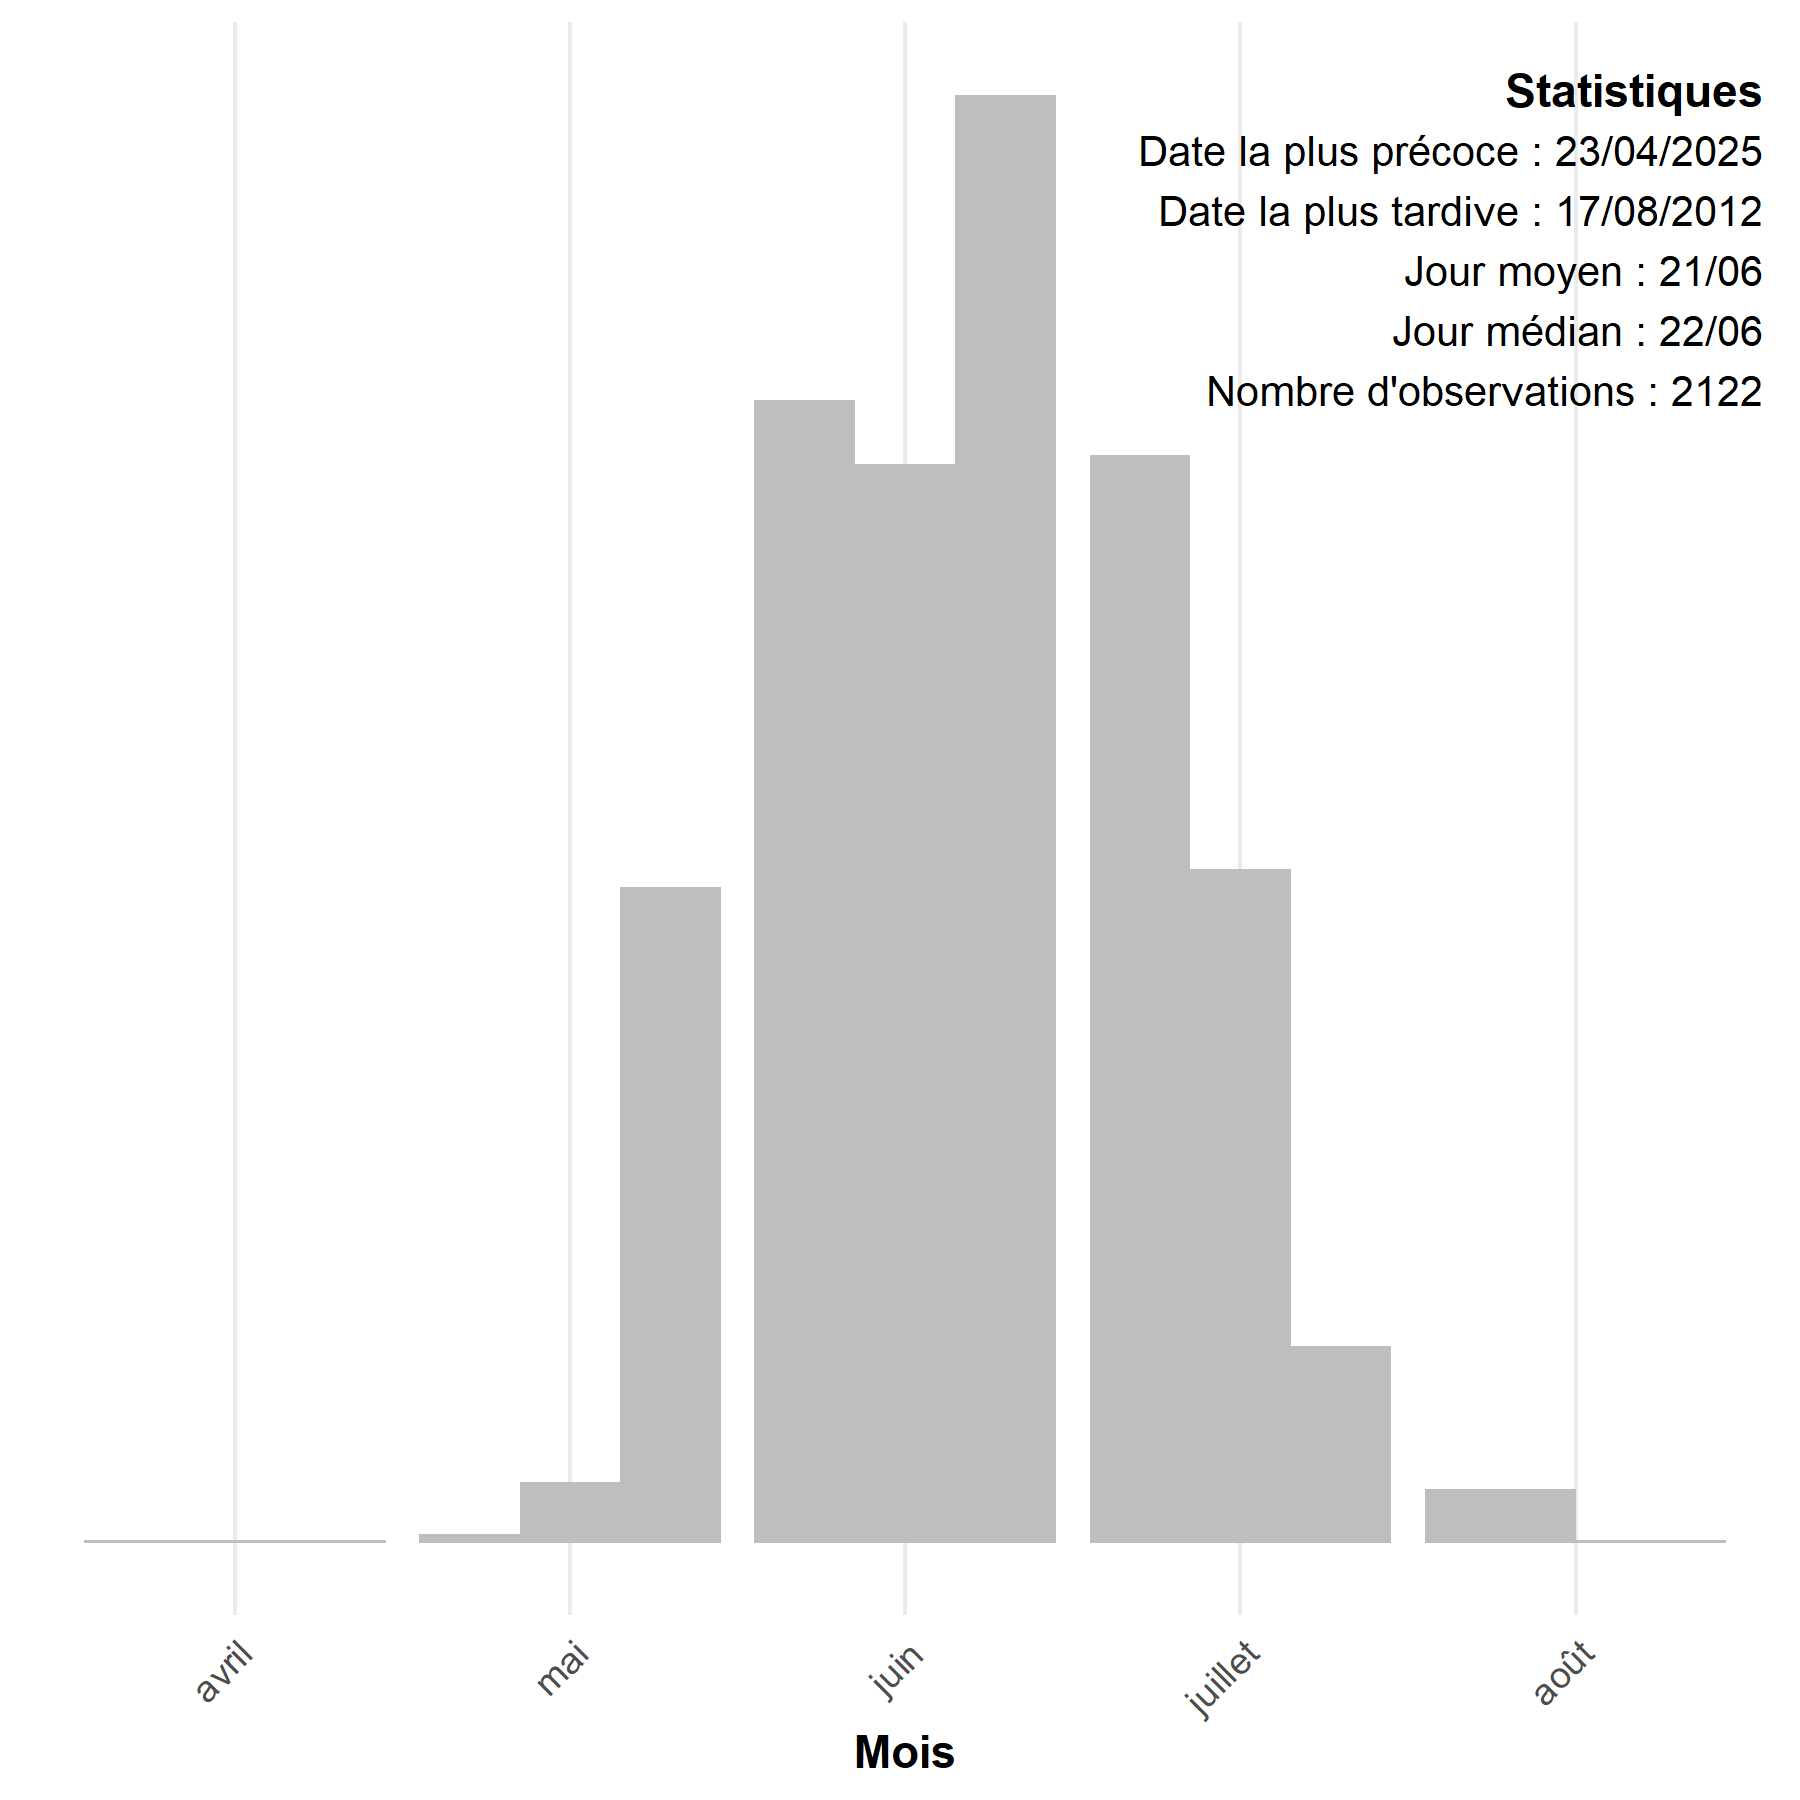 Statistiques
Date la plus précoce : 23/04/2025
Date la plus tardive : 17/08/2012
Jour moyen : 21/06
Jour médian : 22/06
Nombre d'observations : 2122
avril
mai
juin
juillet
août
Mois